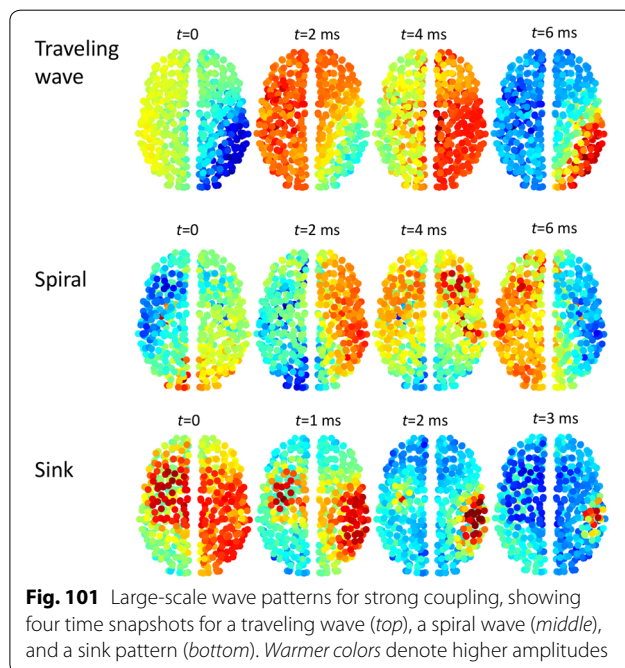 Traveling wave
t=0 t=2 ms t=4 ms t=6 ms
Spiral
t=0 t=2 ms t=4 ms t=6 ms
Sink
t=0 t=1 ms t=2 ms t=3 ms
Fig. 101 Large-scale wave patterns for strong coupling, showing
four time snapshots for a traveling wave (top), a spiral wave (middle),
and a sink pattern (bottom). Warmer colors denote higher amplitudes